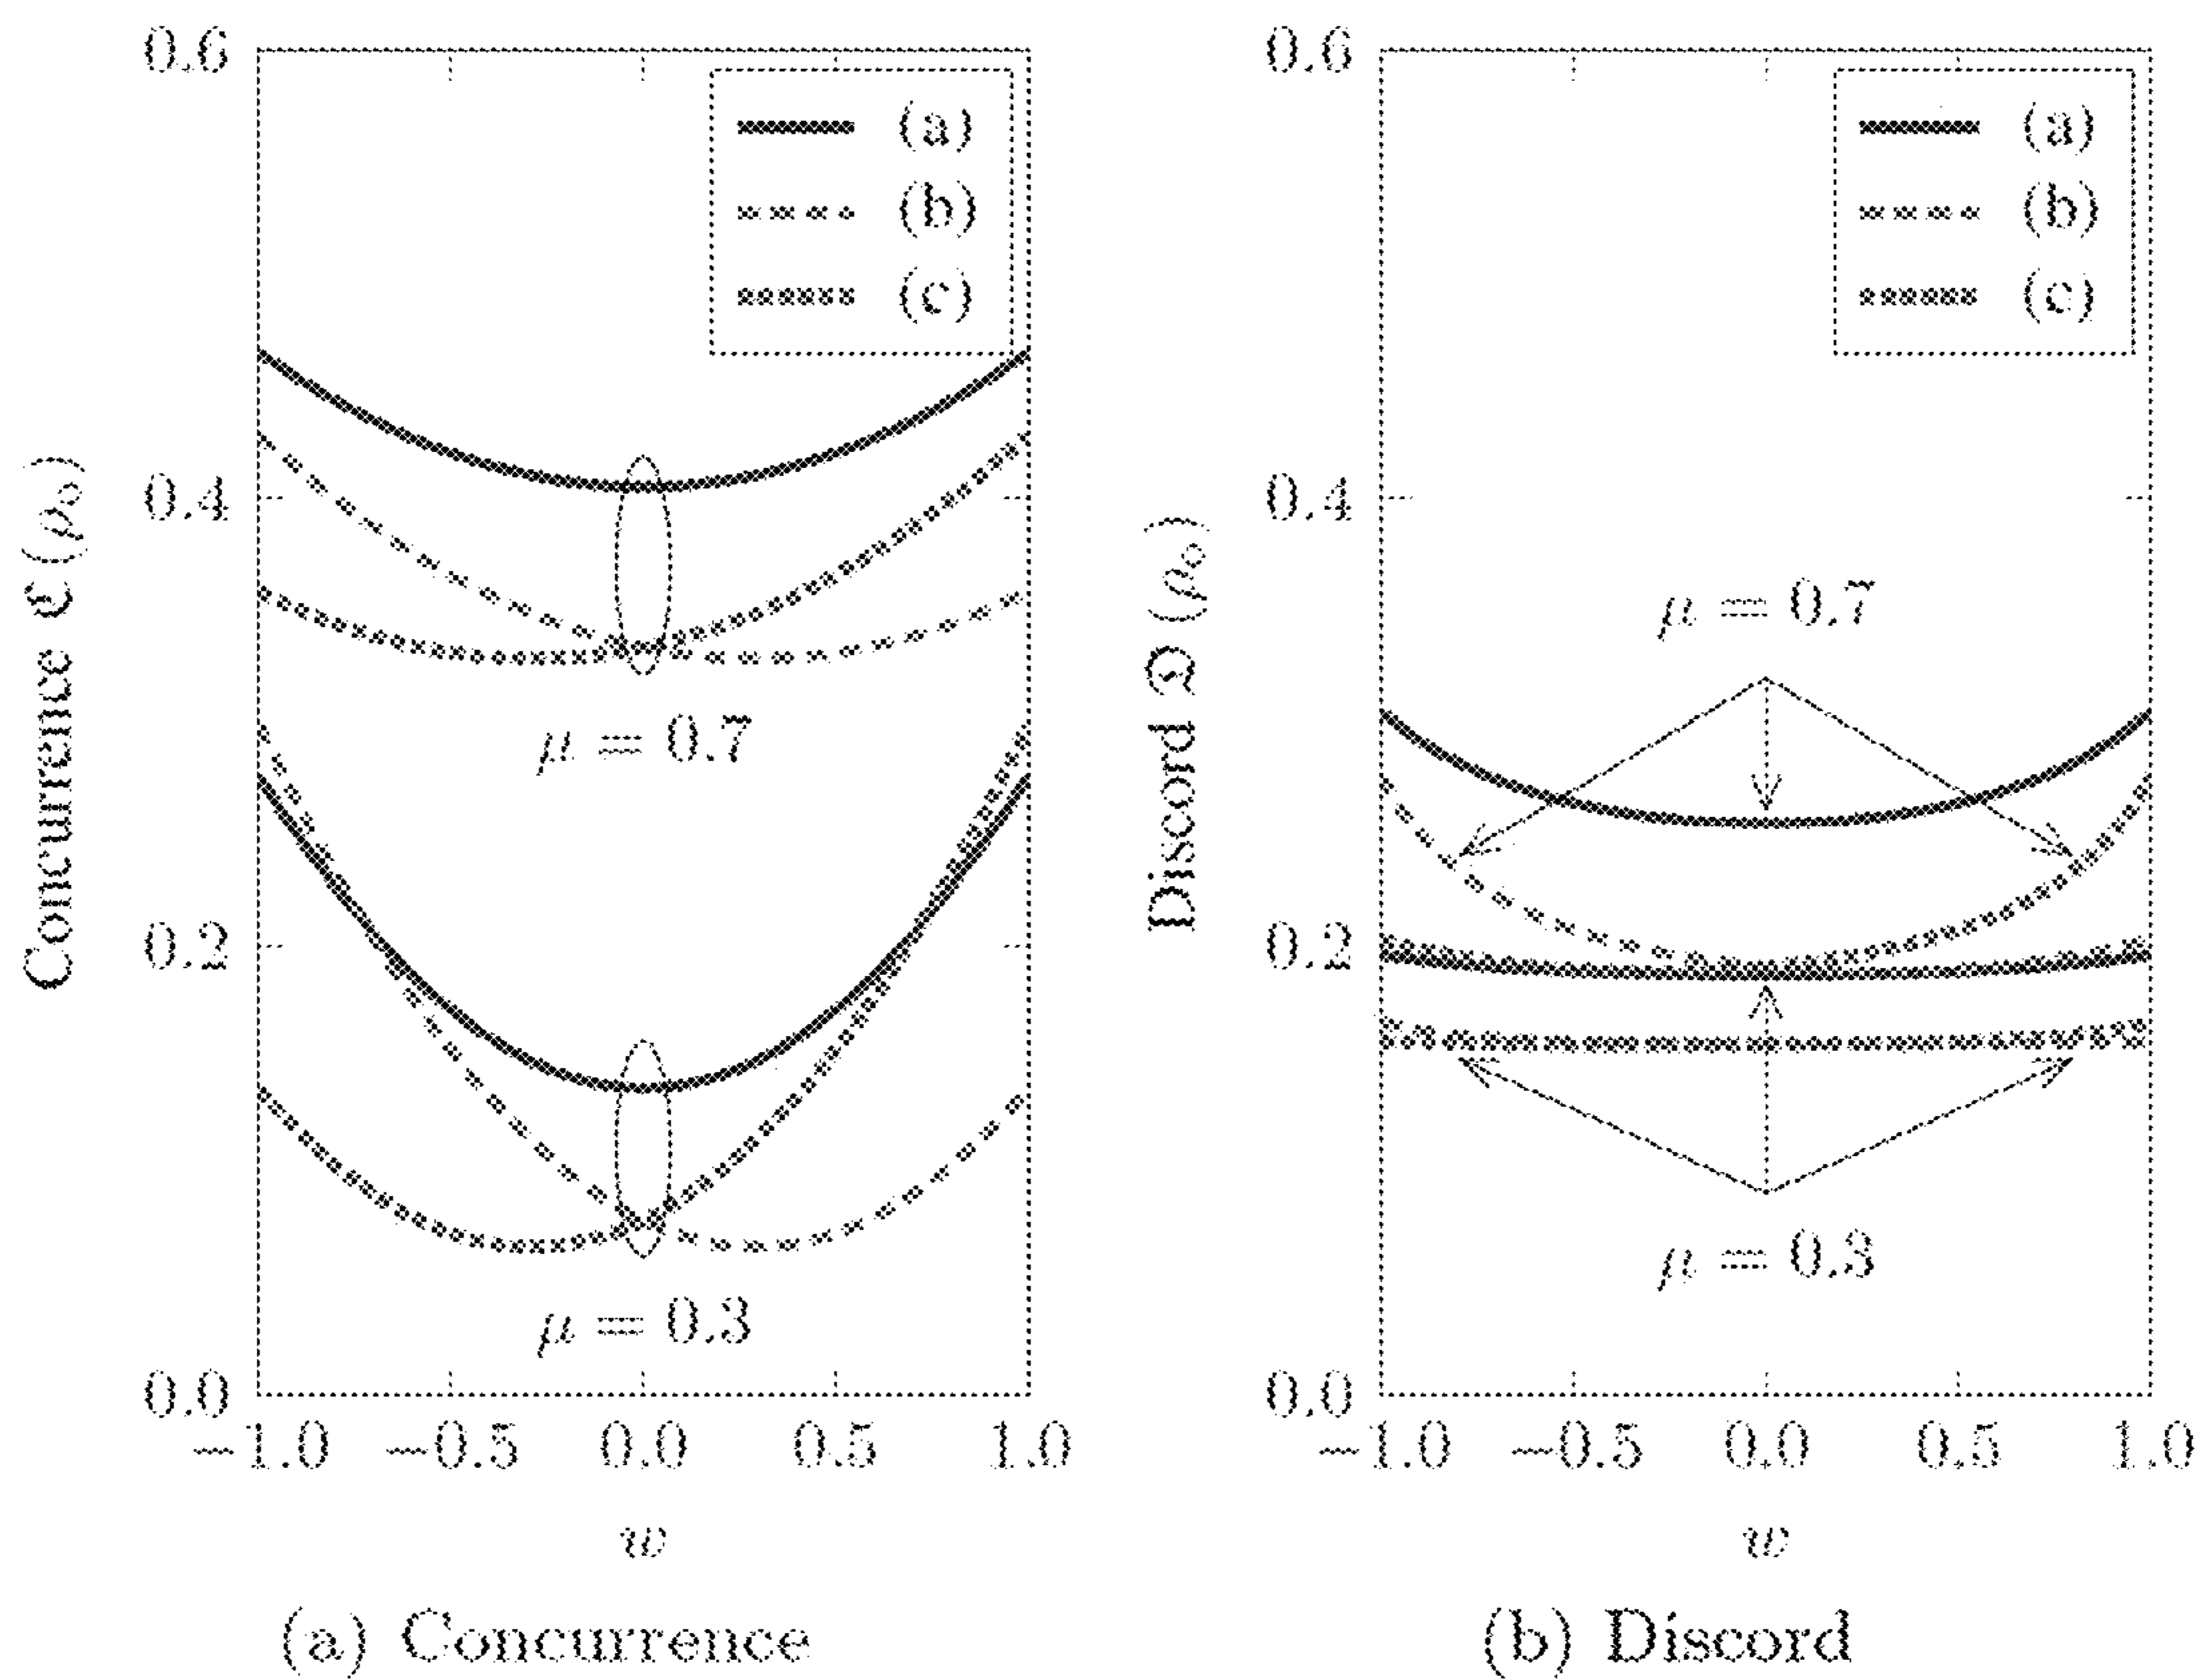 0.6
0.4
0.2
0.0
−1.0 −0.5 0.0 0.5 1.0
w
Concurrence ℭ (ρₒ)
(a)
(b)
(c)
μ = 0.7
μ = 0.3
(a) Concurrence
0.6
0.4
0.2
0.0
−1.0 −0.5 0.0 0.5 1.0
w
Discord 𝔇 (ρₒ)
(a)
(b)
(c)
μ = 0.7
μ = 0.3
(b) Discord